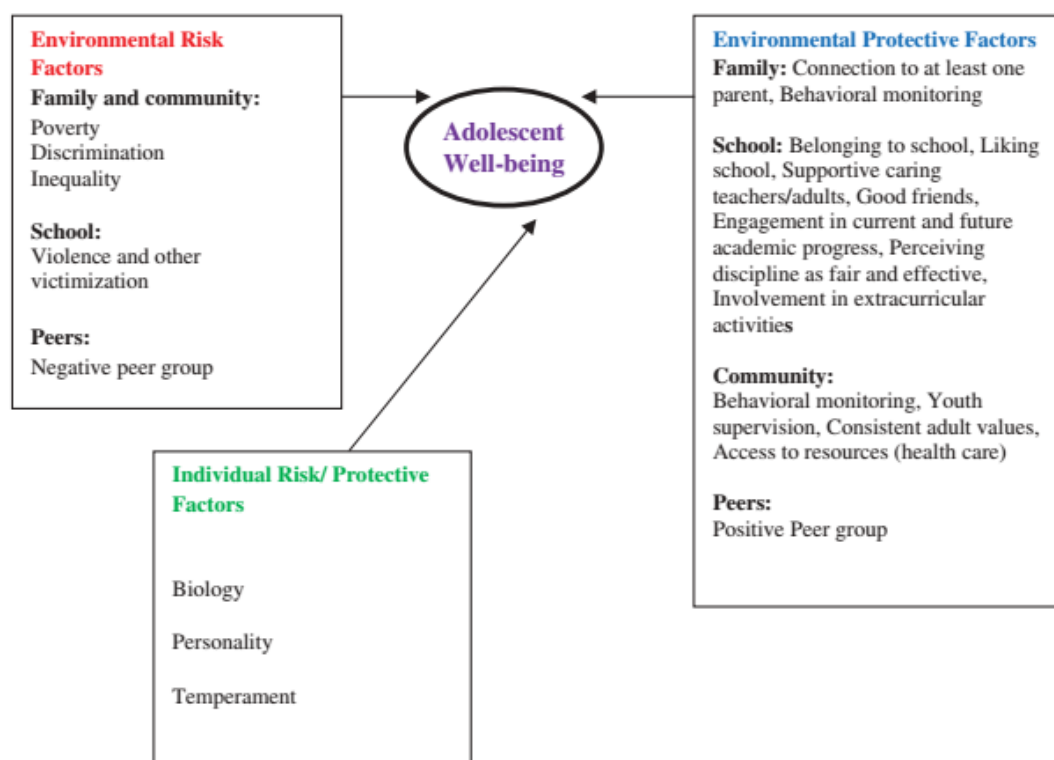 Environmental Risk
Factors
Family and community:
Poverty
Discrimination
Inequality
School:
Violence and other
victimization
Peers:
Negative peer group
Adolescent
Well-being
Environmental Protective Factors
Family: Connection to at least one
parent, Behavioral monitoring
School: Belonging to school, Liking
school, Supportive caring
teachers/adults, Good friends,
Engagement in current and future
academic progress, Perceiving
discipline as fair and effective,
Involvement in extracurricular
activities
Community:
Behavioral monitoring, Youth
supervision, Consistent adult values,
Access to resources (health care)
Peers:
Positive Peer group
Individual Risk/ Protective
Factors
Biology
Personality
Temperament